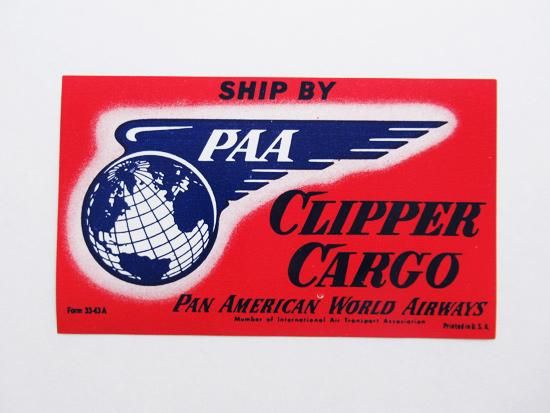 SHIP BY
PAA
CLIPPER
CARGO
PAN AMERICAN WORLD AIRWAYS
Form 33-43A
Member of International Air Transport Association
Printed in U. S. A.